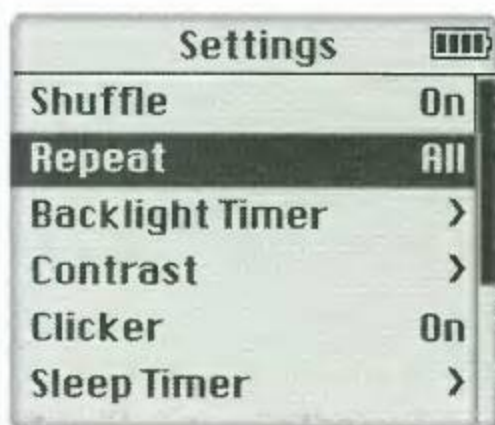 Settings
Shuffle On
Repeat All
Backlight Timer >
Contrast >
Clicker On
Sleep Timer >